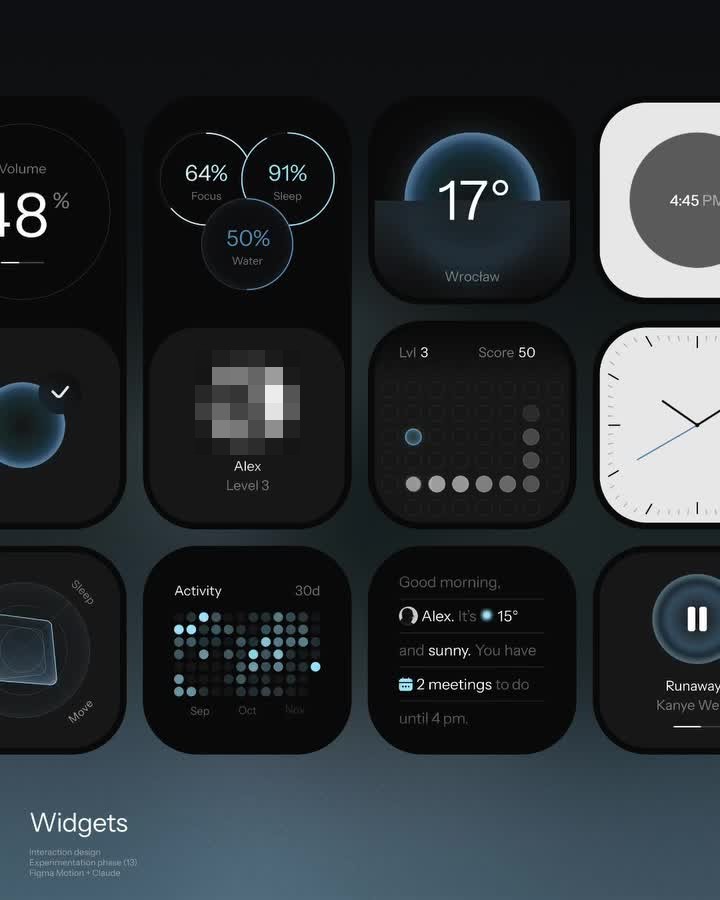 Volume
48%
64%
Focus
91%
Sleep
50%
Water
17°
Wrocław
4:45 PM
Alex
Level 3
Lvl 3
Score 50
Sleep
Move
Activity
30d
Sep
Oct
Nov
Good morning,
Alex. It's 15°
and sunny. You have
2 meetings to do
until 4 pm.
Runaway
Kanye We
Widgets
Interaction design
Experimentation phase (13)
Figma Motion + Claude